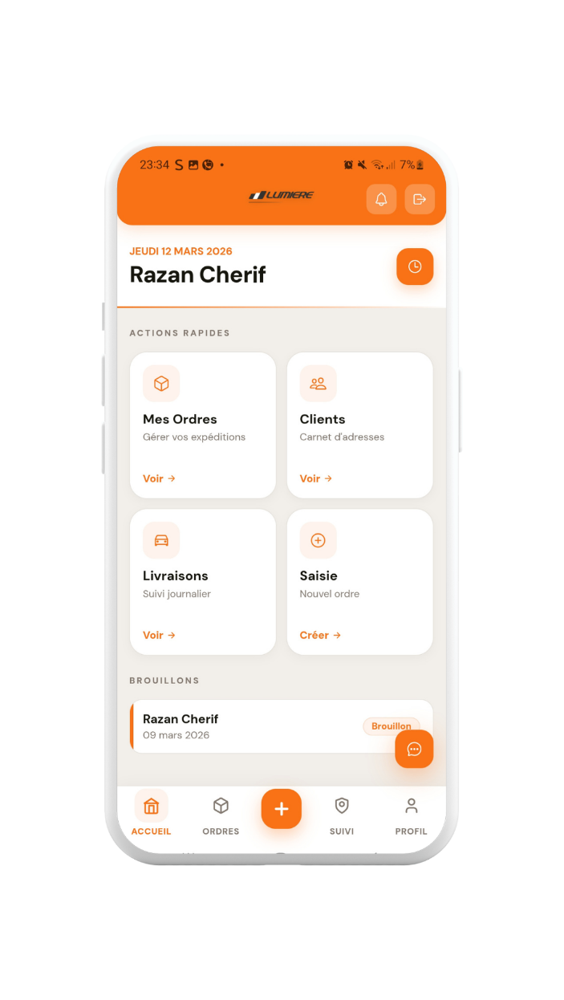 23:34
7%
LUMIERE
JEUDI 12 MARS 2026
Razan Cherif
ACTIONS RAPIDES
Mes Ordres
Gérer vos expéditions
Voir →
Clients
Carnet d'adresses
Voir →
Livraisons
Suivi journalier
Voir →
Saisie
Nouvel ordre
Créer →
BROUILLONS
Razan Cherif
09 mars 2026
Brouillon
ACCUEIL
ORDRES
SUIVI
PROFIL